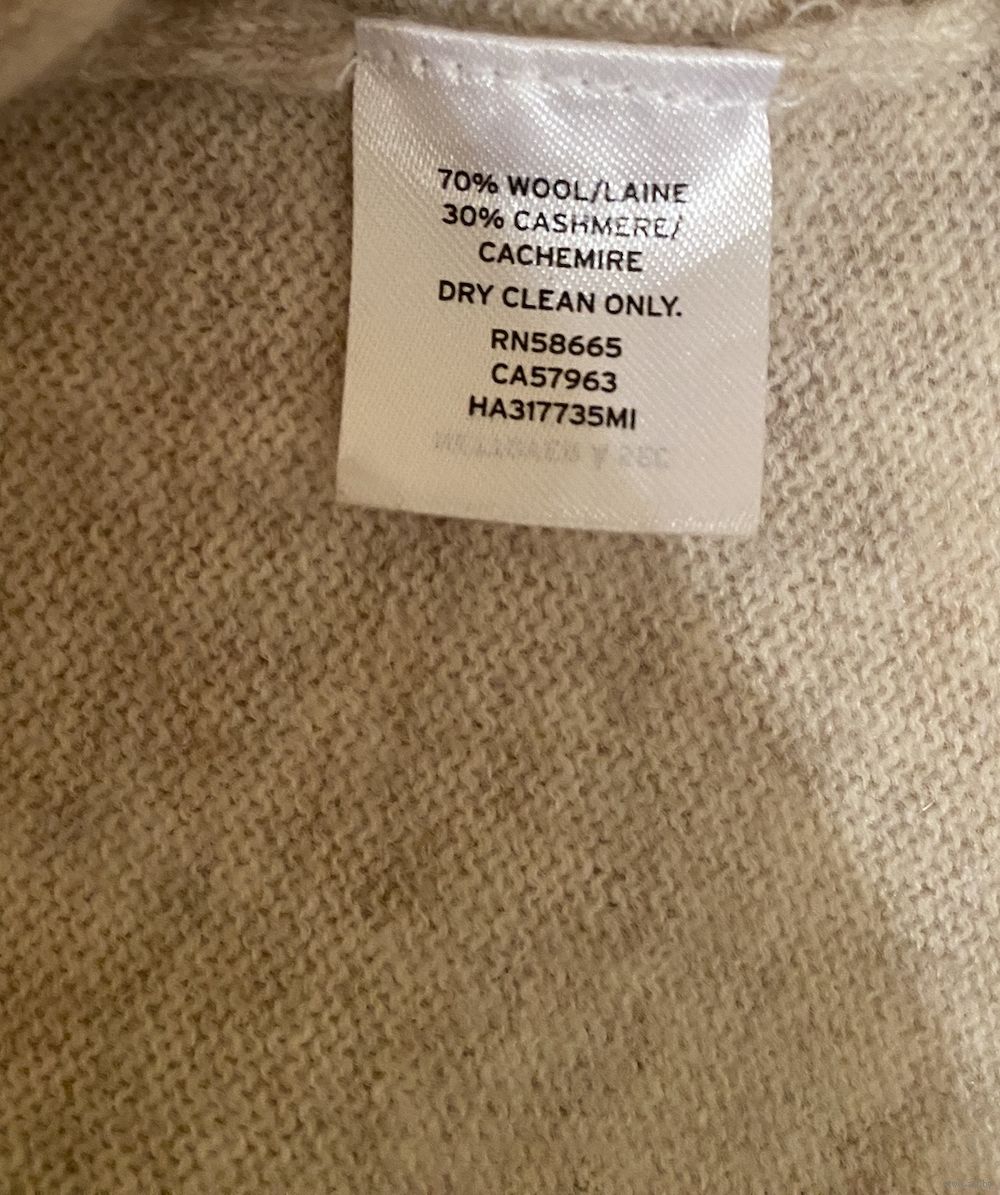 70% WOOL/LAINE
30% CASHMERE/
CACHEMIRE
DRY CLEAN ONLY.
RN58665
CA57963
HA317735MI